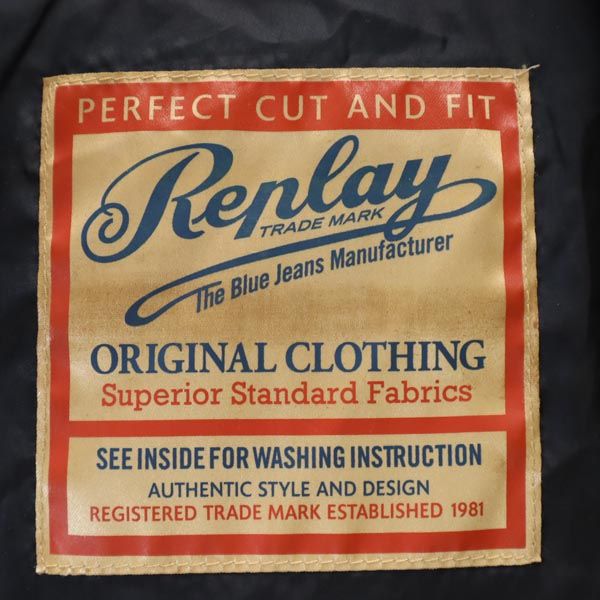 PERFECT CUT AND FIT
Replay
TRADE MARK
The Blue Jeans Manufacturer
ORIGINAL CLOTHING
Superior Standard Fabrics
SEE INSIDE FOR WASHING INSTRUCTION
AUTHENTIC STYLE AND DESIGN
REGISTERED TRADE MARK ESTABLISHED 1981